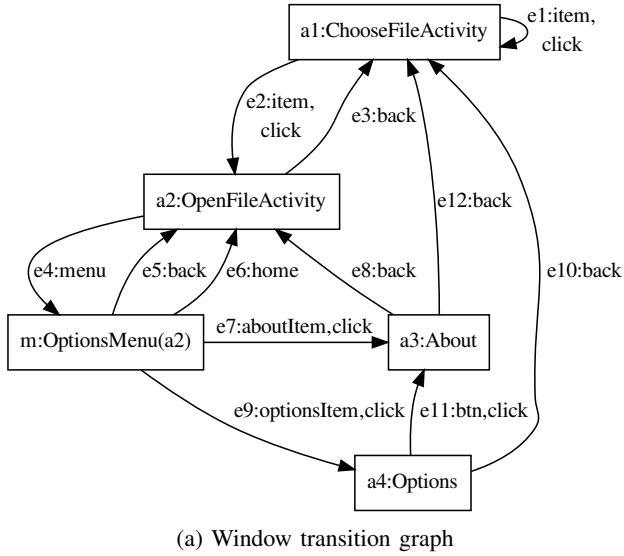 a1:ChooseFileActivity
e1:item,
click
e2:item,
click
e3:back
a2:OpenFileActivity
e12:back
e4:menu
e5:back
e6:home
e8:back
e10:back
m:OptionsMenu(a2)
e7:aboutItem,click
a3:About
e9:optionsItem,click
e11:btn,click
a4:Options
(a) Window transition graph